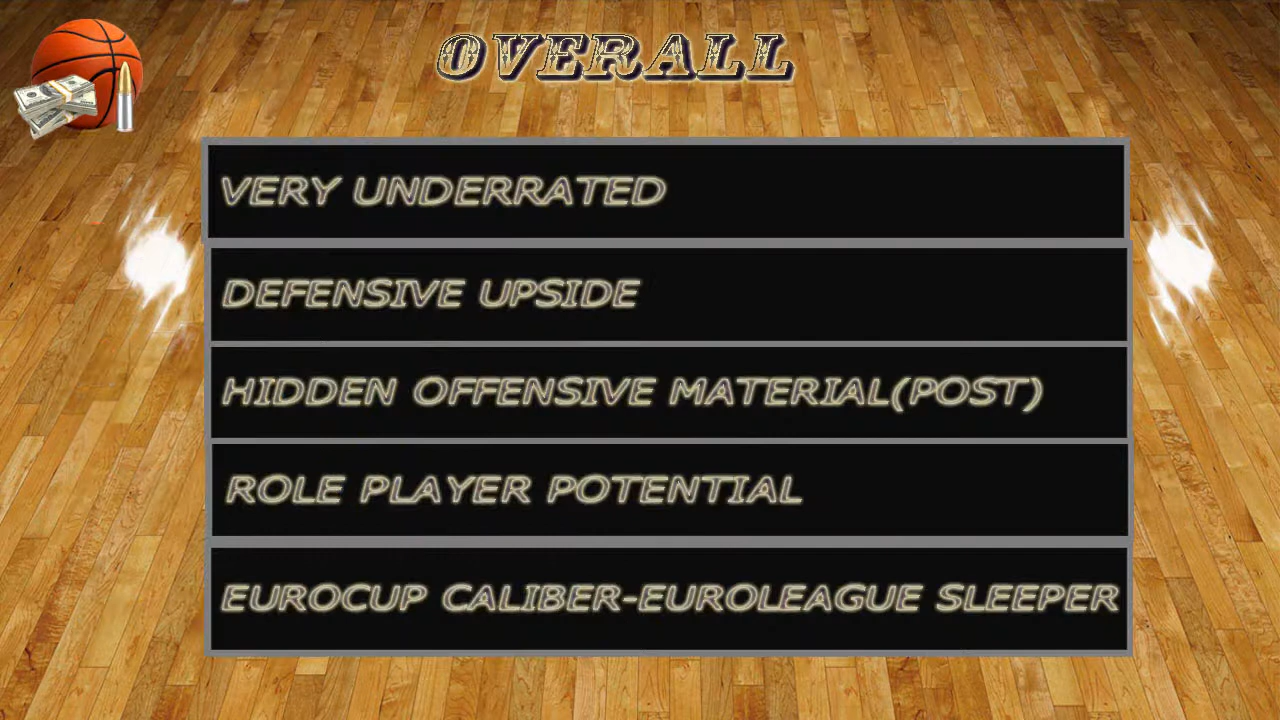 OVERALL
VERY UNDERRATED
DEFENSIVE UPSIDE
HIDDEN OFFENSIVE MATERIAL(POST)
ROLE PLAYER POTENTIAL
EUROCUP CALIBER-EUROLEAGUE SLEEPER